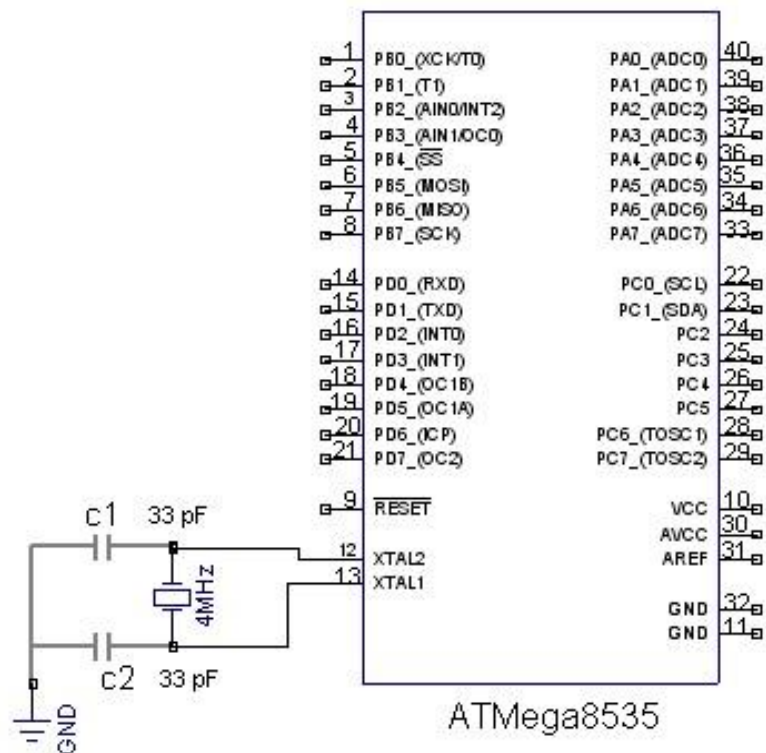 1 PB0_(XCK/T0) PA0_(ADC0) 40
2 PB1_(T1) PA1_(ADC1) 39
3 PB2_(AIN0/INT2) PA2_(ADC2) 38
4 PB3_(AIN1/OC0) PA3_(ADC3) 37
5 PB4_(SS PA4_(ADC4) 36
6 PB5_(MOSI) PA5_(ADC5) 35
7 PB6_(MISO) PA6_(ADC6) 34
8 PB7_(SCK) PA7_(ADC7) 33
14 PD0_(RXD) PC0_(SCL) 22
15 PD1_(TXD) PC1_(SDA) 23
16 PD2_(INT0) PC2 24
17 PD3_(INT1) PC3 25
18 PD4_(OC1B) PC4 26
19 PD5_(OC1A) PC5 27
20 PD6_(ICP) PC6_(TOSC1) 28
21 PD7_(OC2) PC7_(TOSC2) 29
9 RESET VCC 10
AVCC 30
C1 33 pF
12 XTAL2 AREF 31
13 XTAL1
4MHz
GND 32
GND 11
C2 33 pF
GND
ATMega8535